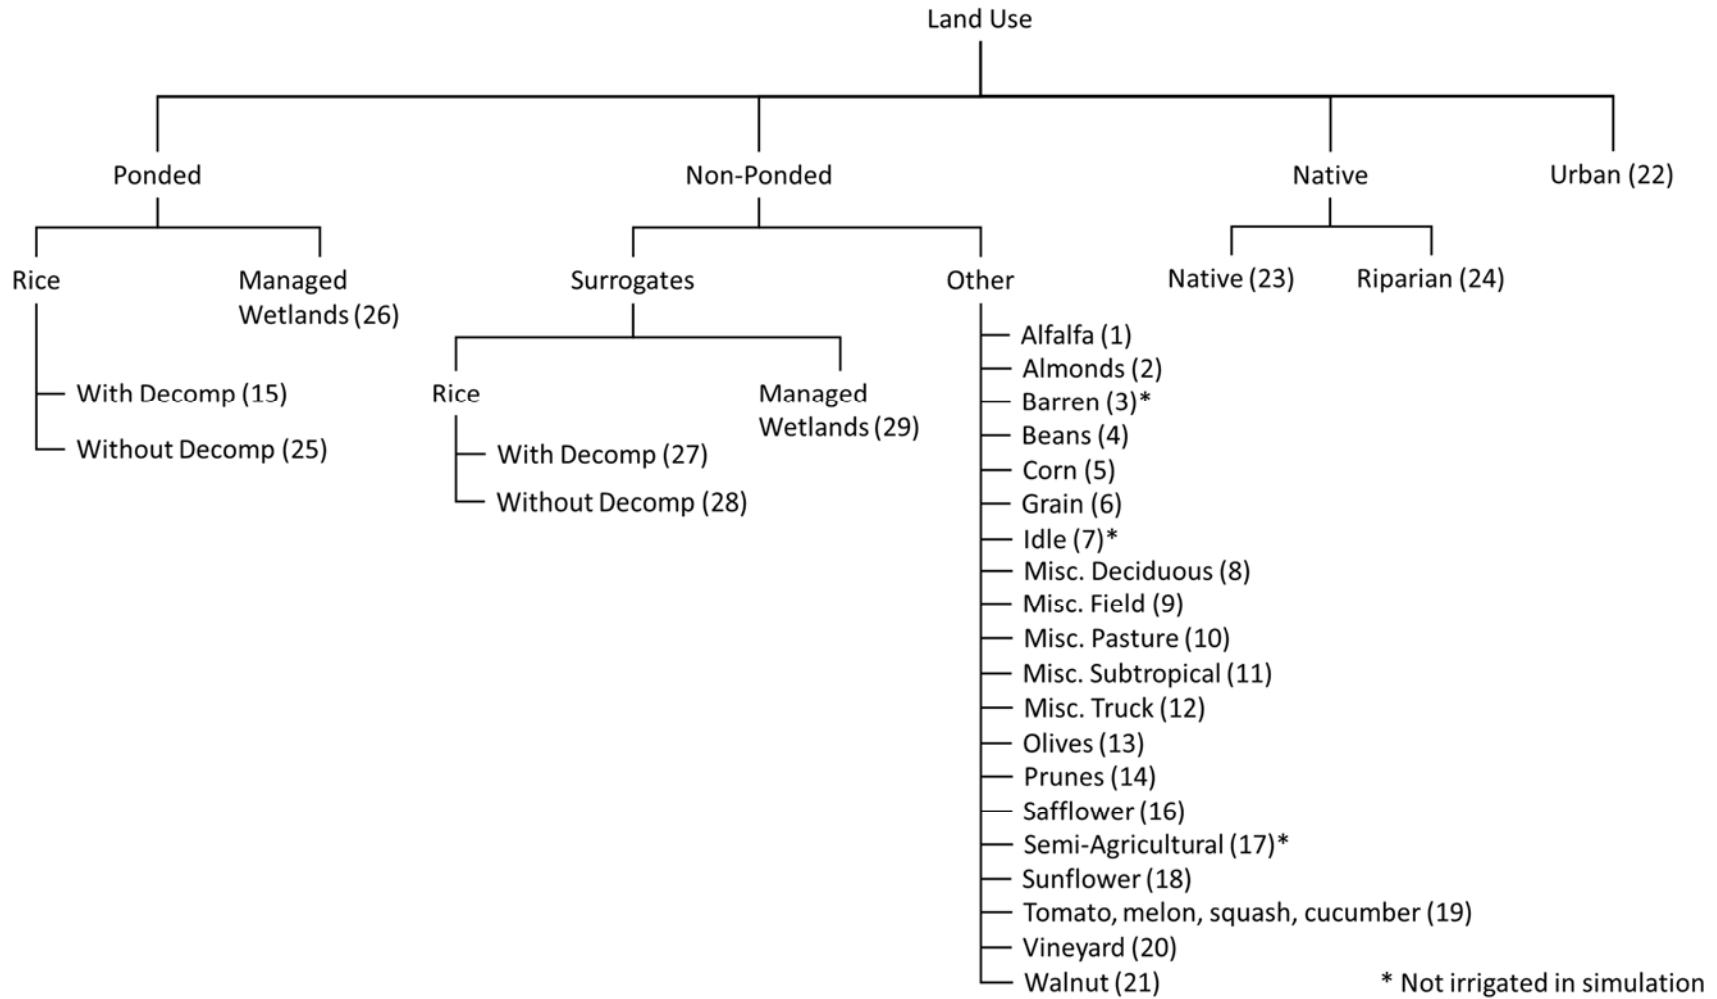 Land Use
Ponded
Non-Ponded
Native
Urban (22)
Rice
Managed
Wetlands (26)
With Decomp (15)
Without Decomp (25)
Surrogates
Rice
With Decomp (27)
Without Decomp (28)
Managed
Wetlands (29)
Other
Alfalfa (1)
Almonds (2)
Barren (3)*
Beans (4)
Corn (5)
Grain (6)
Idle (7)*
Misc. Deciduous (8)
Misc. Field (9)
Misc. Pasture (10)
Misc. Subtropical (11)
Misc. Truck (12)
Olives (13)
Prunes (14)
Safflower (16)
Semi-Agricultural (17)*
Sunflower (18)
Tomato, melon, squash, cucumber (19)
Vineyard (20)
Walnut (21)
Native (23)
Riparian (24)
* Not irrigated in simulation